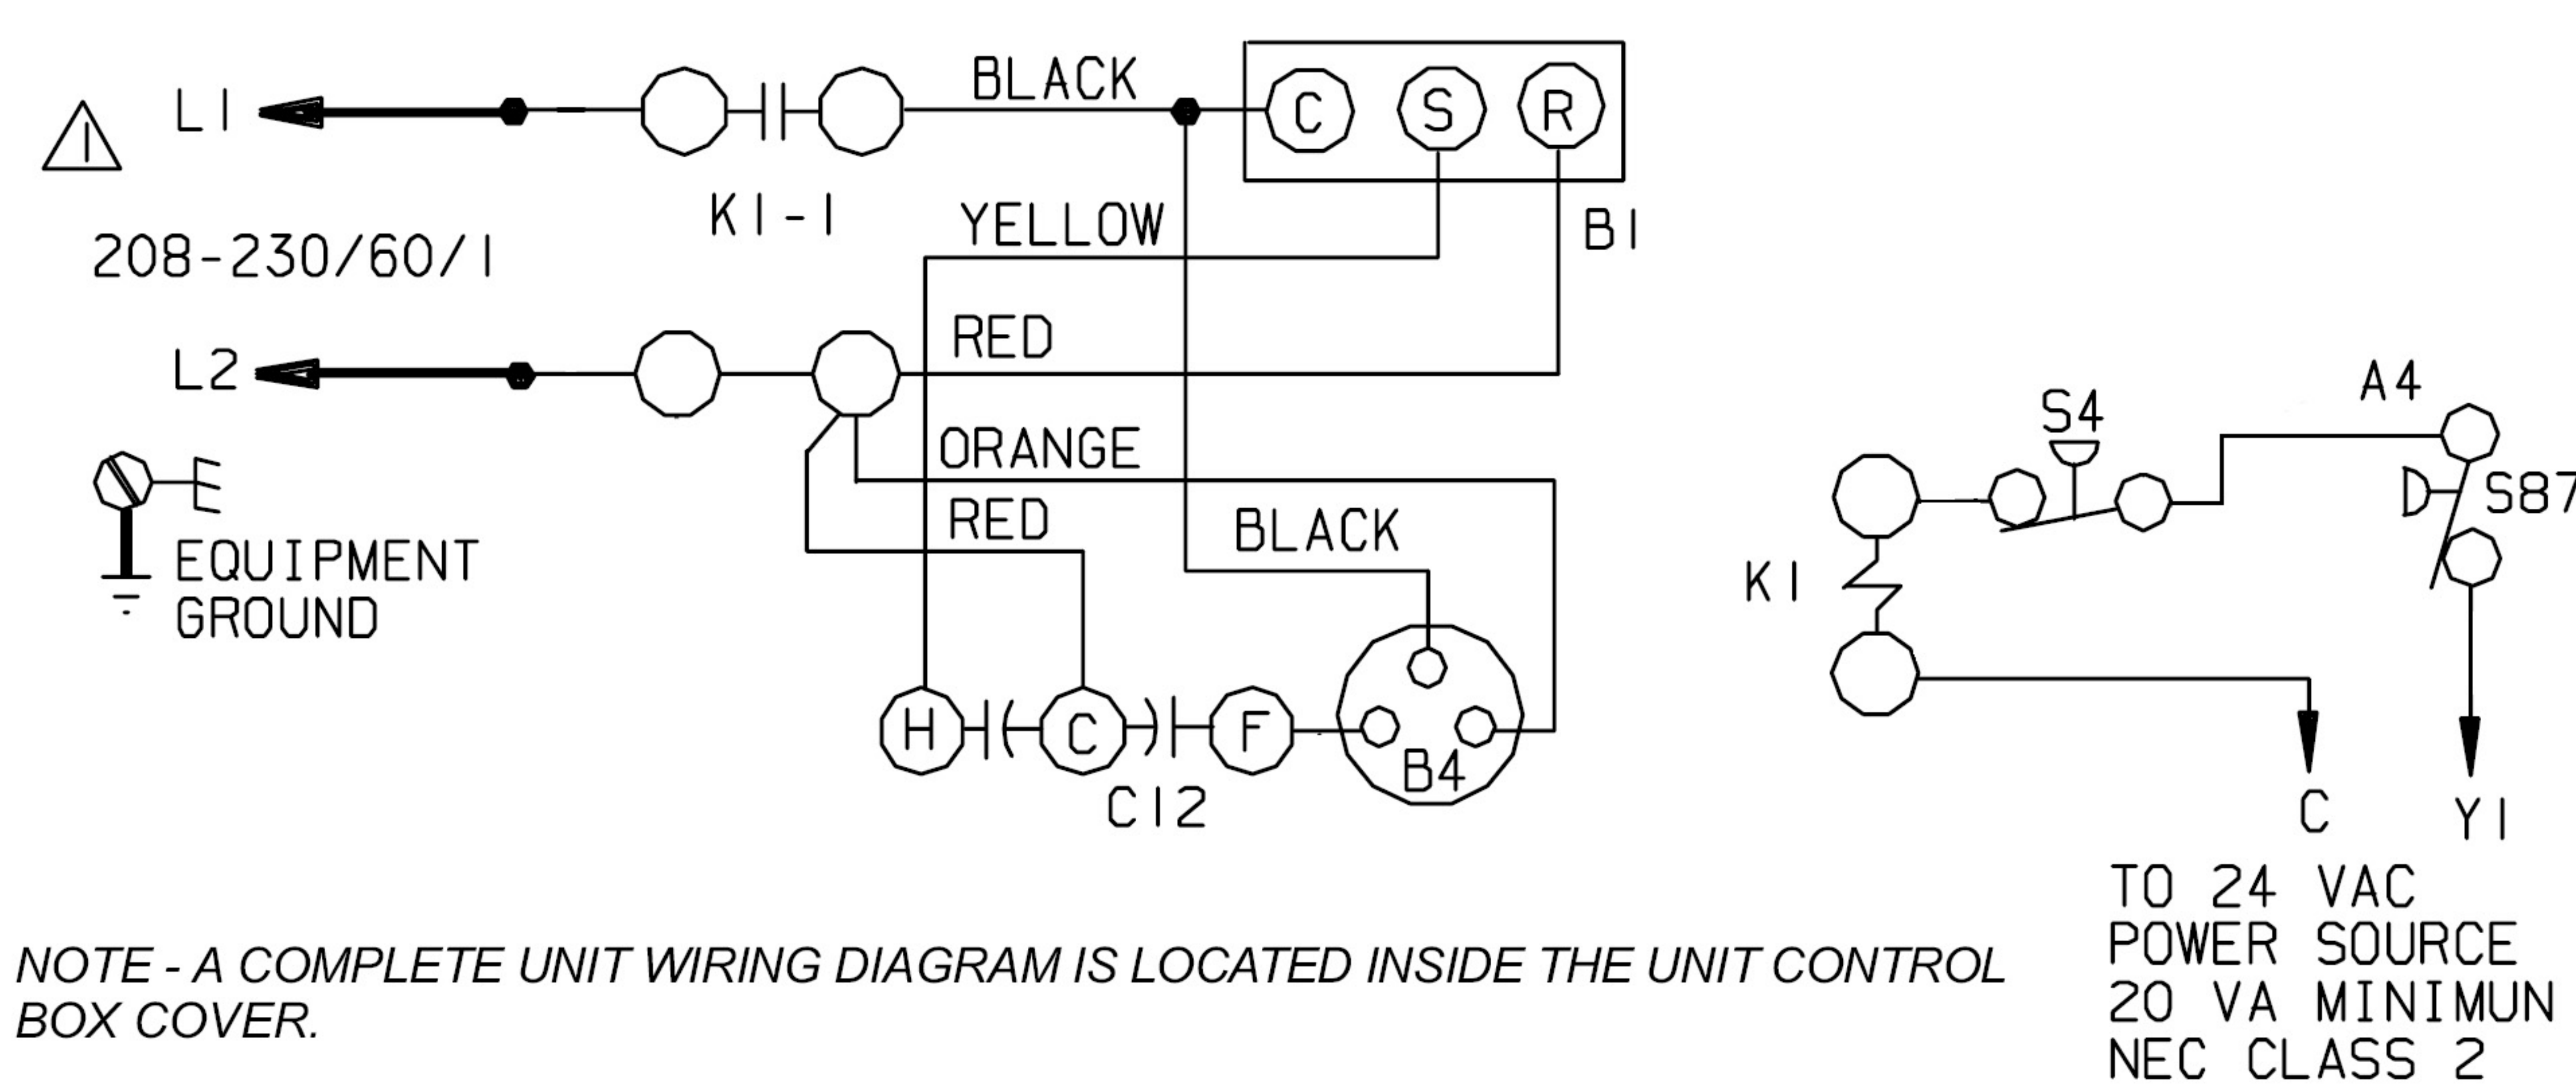 L1
K1-1
BLACK
C S R
B1
208-230/60/1
YELLOW
L2
RED
ORANGE
RED
BLACK
EQUIPMENT
GROUND
H C F
C12
B4
1
K1
S4
A4
S87
C Y1
TO 24 VAC
POWER SOURCE
20 VA MINIMUN
NEC CLASS 2
NOTE - A COMPLETE UNIT WIRING DIAGRAM IS LOCATED INSIDE THE UNIT CONTROL
BOX COVER.